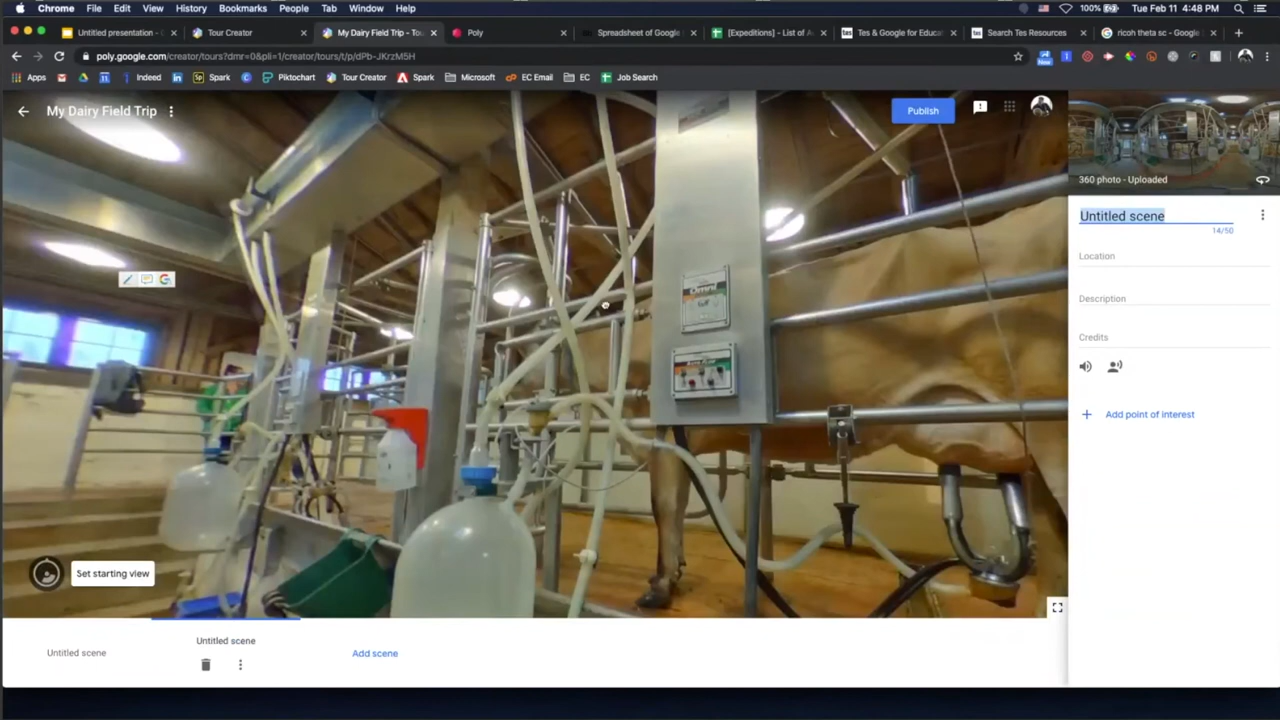 Chrome File Edit View History Bookmarks People Tab Window Help 100% Tue Feb 11 4:48 PM
Untitled presentation - Tour Creator My Dairy Field Trip - To Poly Spreadsheet of Google [Expeditions] - List of A Tes & Google for Educa Search Tes Resources ricoh theta sc - Google
poly.google.com/creator/tours?dmr=0&pli=1/creator/tours/t/p/dPb-JKrzM5H
Apps Indeed Spark Piktochart Tour Creator Spark Microsoft EC Email EC Job Search
My Dairy Field Trip
Publish
360 photo - Uploaded
Untitled scene
14/50
Location
Description
Credits
Add point of interest
Omni
Set starting view
Untitled scene
Untitled scene
Add scene